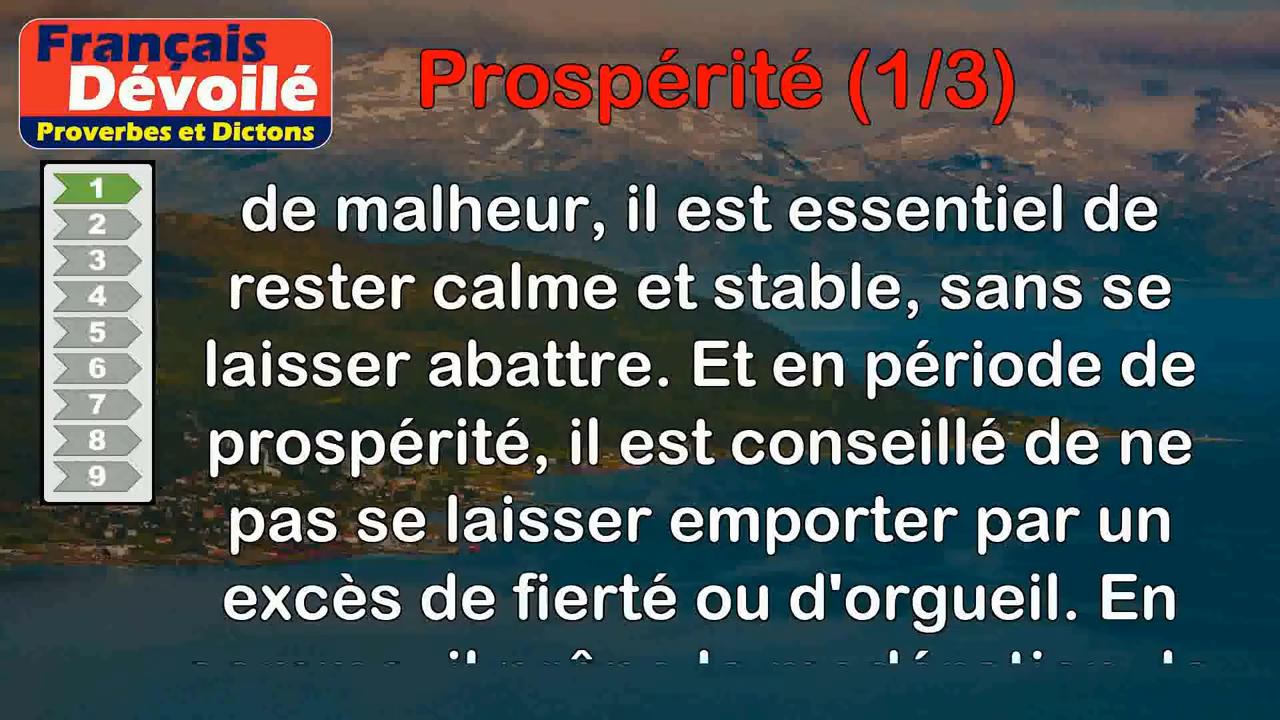 Français
Dévoilé
Proverbes et Dictons
Prospérité (1/3)
1
2
3
4
5
6
7
8
9
de malheur, il est essentiel de
rester calme et stable, sans se
laisser abattre. Et en période de
prospérité, il est conseillé de ne
pas se laisser emporter par un
excès de fierté ou d'orgueil. En